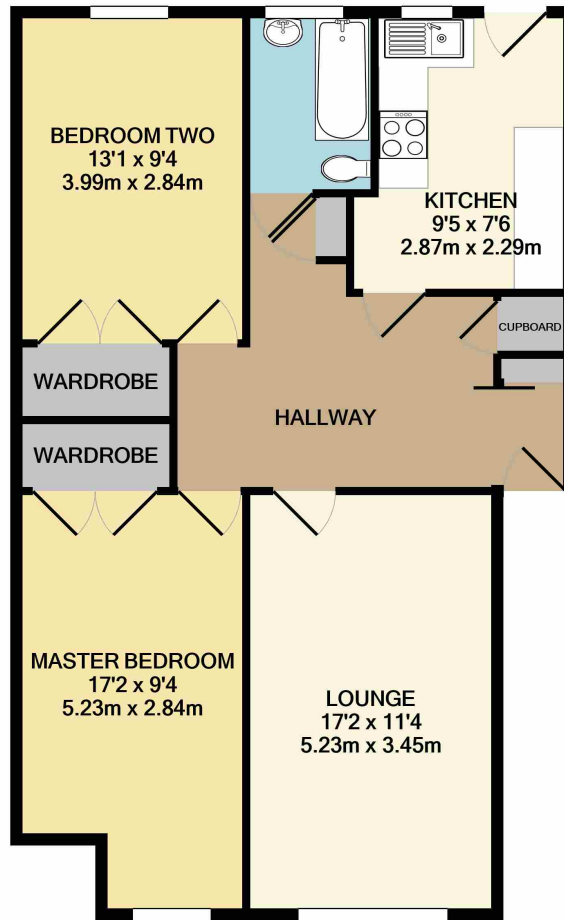 BEDROOM TWO
13'1 x 9'4
3.99m x 2.84m
KITCHEN
9'5 x 7'6
2.87m x 2.29m
CUPBOARD
WARDROBE
HALLWAY
WARDROBE
MASTER BEDROOM
17'2 x 9'4
5.23m x 2.84m
LOUNGE
17'2 x 11'4
5.23m x 3.45m